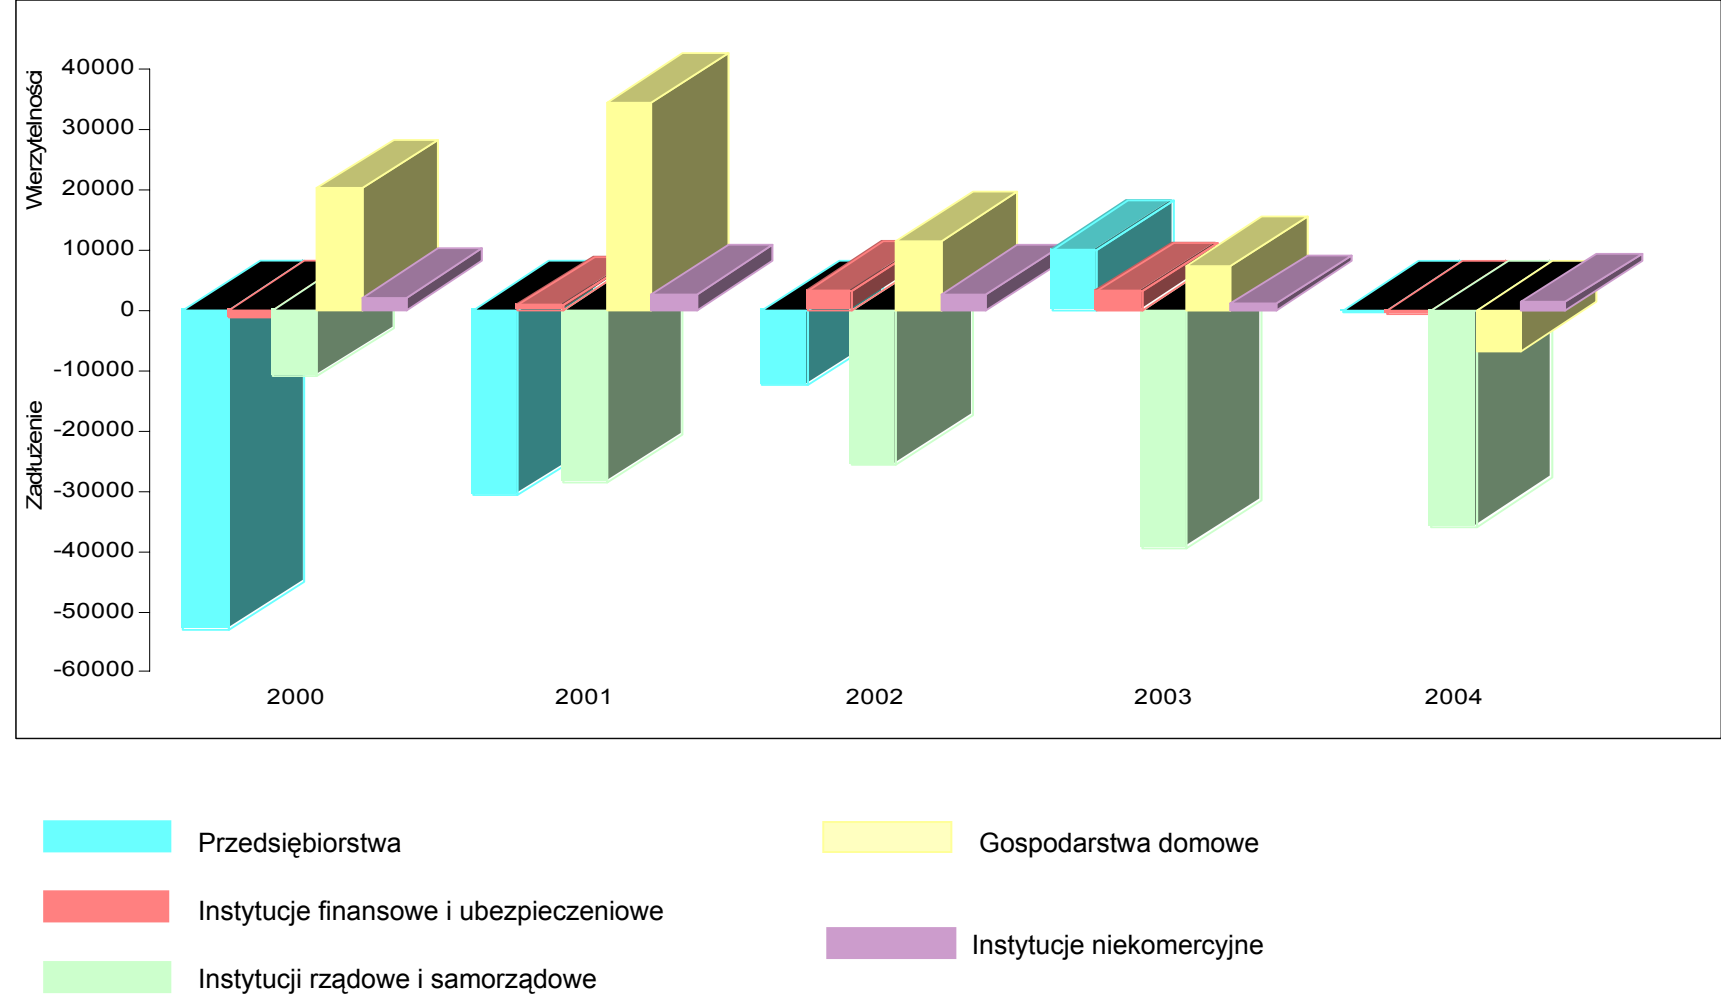 Wierzytelności
Zadłużenie
40000
30000
20000
10000
0
-10000
-20000
-30000
-40000
-50000
-60000
2000 2001 2002 2003 2004
Przedsiębiorstwa
Instytucje finansowe i ubezpieczeniowe
Instytucji rządowe i samorządowe
Gospodarstwa domowe
Instytucje niekomercyjne